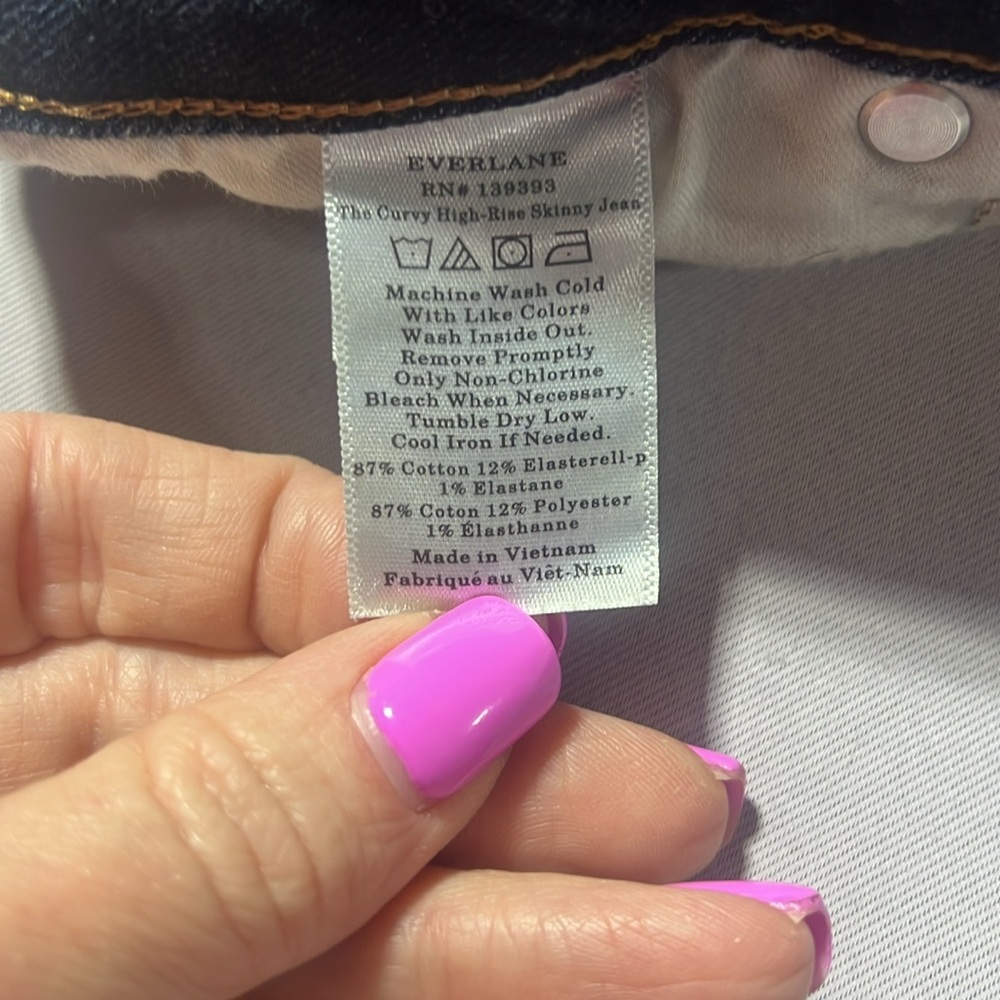 EVERLANE
RN# 139393
The Curvy High-Rise Skinny Jean
Machine Wash Cold
With Like Colors
Wash Inside Out.
Remove Promptly
Only Non-Chlorine
Bleach When Necessary.
Tumble Dry Low.
Cool Iron If Needed.
87% Cotton 12% Elasterell-p
1% Elastane
87% Coton 12% Polyester
1% Élasthanne
Made in Vietnam
Fabriqué au Viêt-Nam